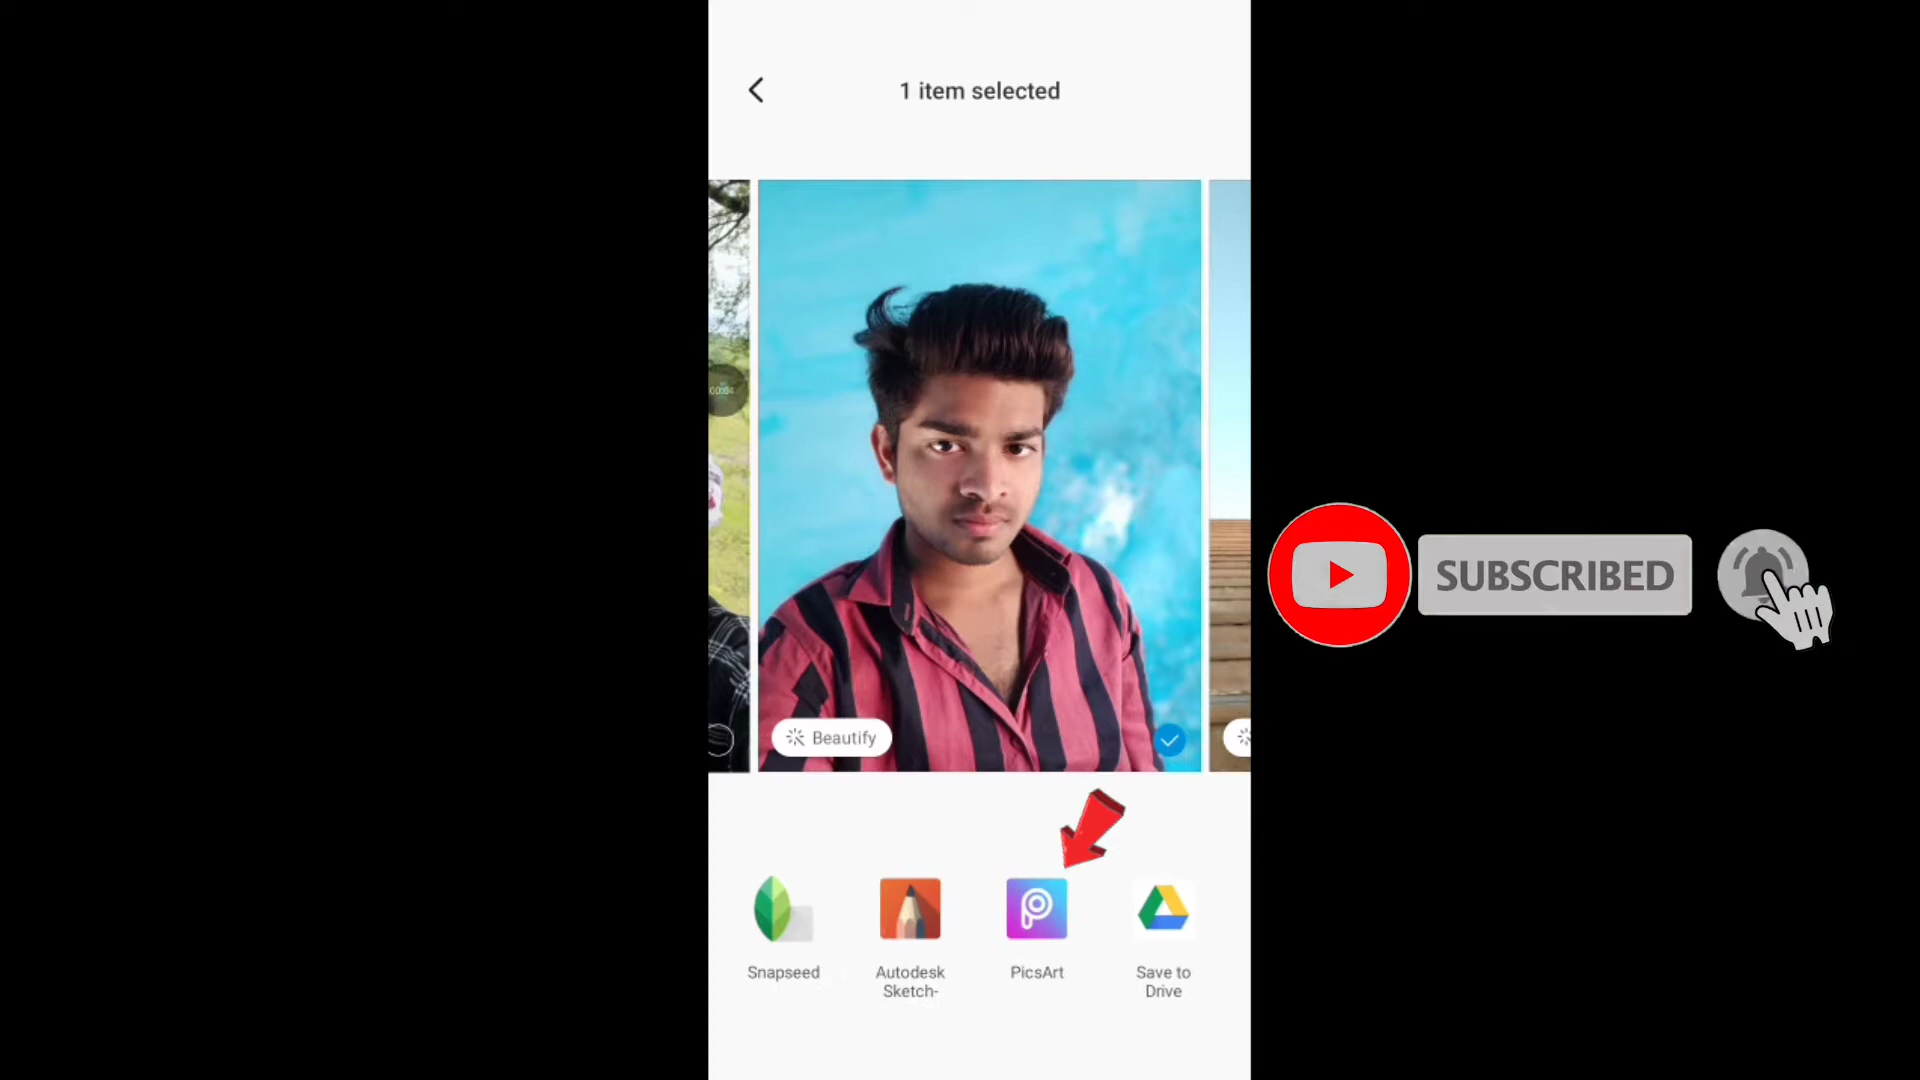 1 item selected
Beautify
SUBSCRIBED
Snapseed
Autodesk
Sketch-
PicsArt
Save to
Drive